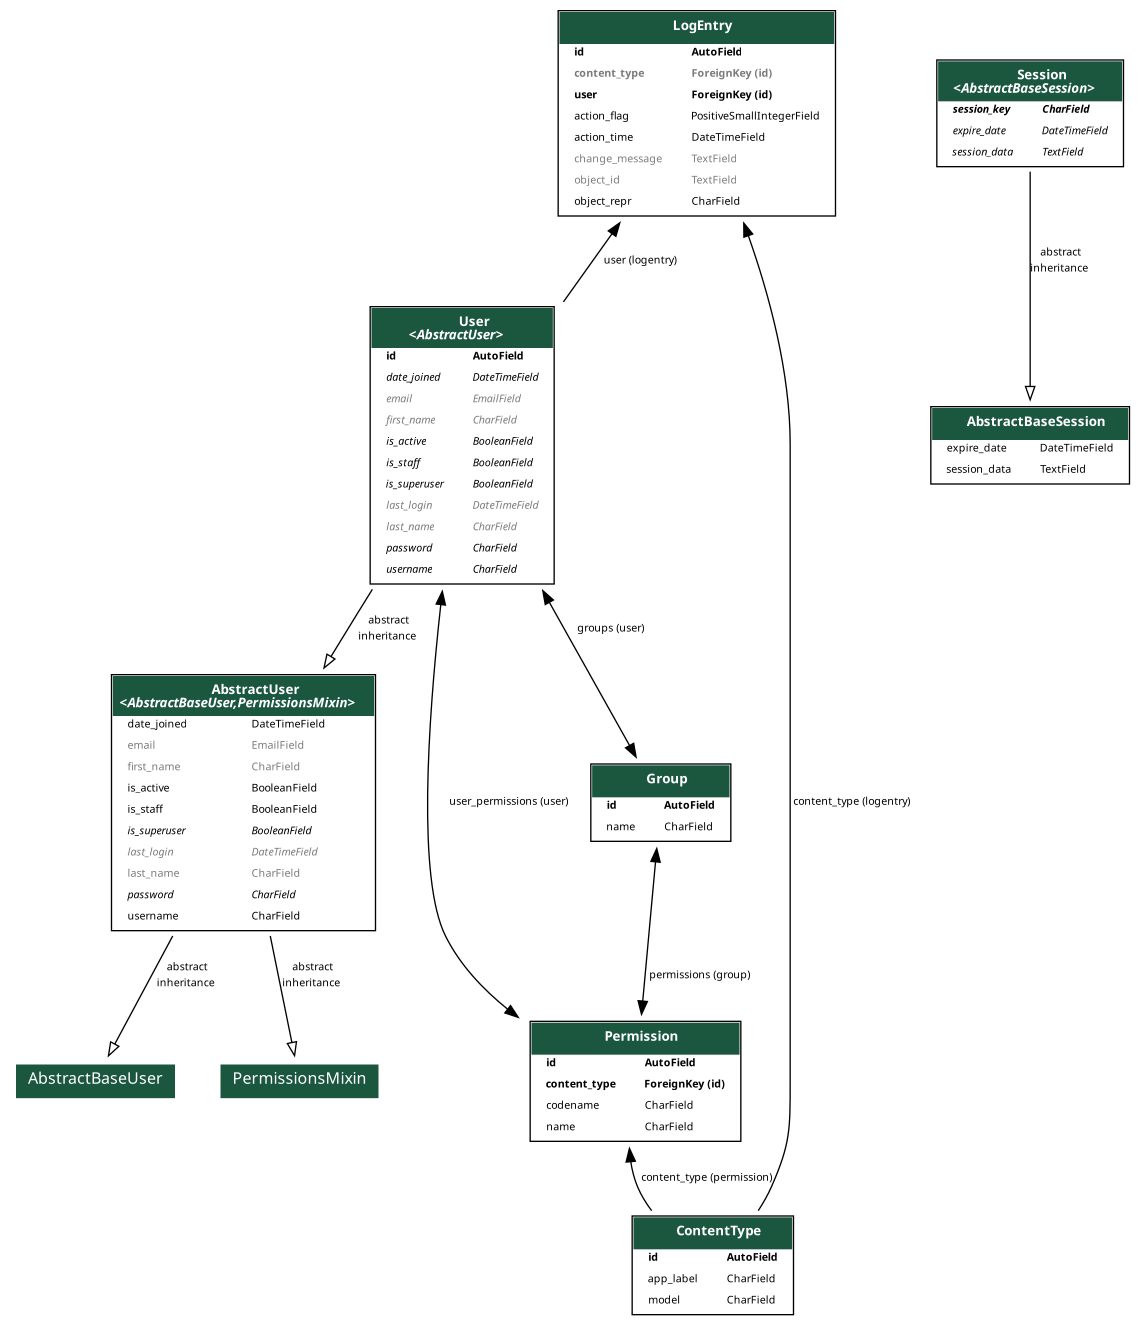 LogEntry
id AutoField
content_type ForeignKey (id)
user ForeignKey (id)
action_flag PositiveSmallIntegerField
action_time DateTimeField
change_message TextField
object_id TextField
object_repr CharField
Session
<AbstractBaseSession>
session_key CharField
expire_date DateTimeField
session_data TextField
user (logentry)
abstract
inheritance
User
<AbstractUser>
id AutoField
date_joined DateTimeField
email EmailField
first_name CharField
is_active BooleanField
is_staff BooleanField
is_superuser BooleanField
last_login DateTimeField
last_name CharField
password CharField
username CharField
AbstractBaseSession
expire_date DateTimeField
session_data TextField
abstract
inheritance
groups (user)
AbstractUser
<AbstractBaseUser,PermissionsMixin>
date_joined DateTimeField
email EmailField
first_name CharField
is_active BooleanField
is_staff BooleanField
is_superuser BooleanField
last_login DateTimeField
last_name CharField
password CharField
username CharField
user_permissions (user)
Group
id AutoField
name CharField
content_type (logentry)
abstract
inheritance
abstract
inheritance
permissions (group)
AbstractBaseUser
PermissionsMixin
Permission
id AutoField
content_type ForeignKey (id)
codename CharField
name CharField
content_type (permission)
ContentType
id AutoField
app_label CharField
model CharField